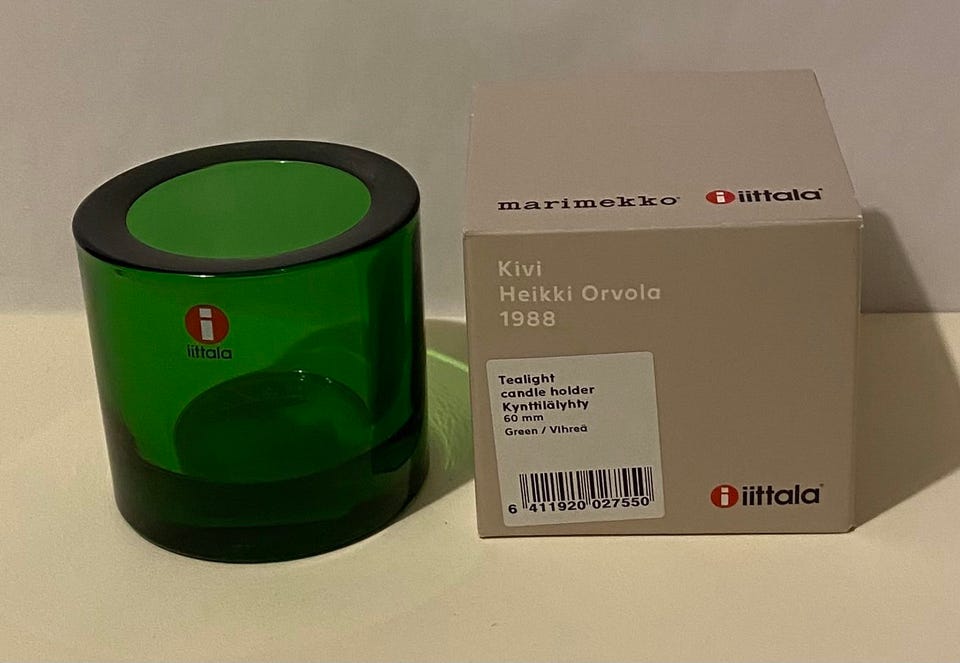 i
iittala
marimekko®
i iittala®
Kivi
Heikki Orvola
1988
Tealight
candle holder
Kynttilälyhty
60 mm
Green / Vihreä
6 411920 027550
i iittala®